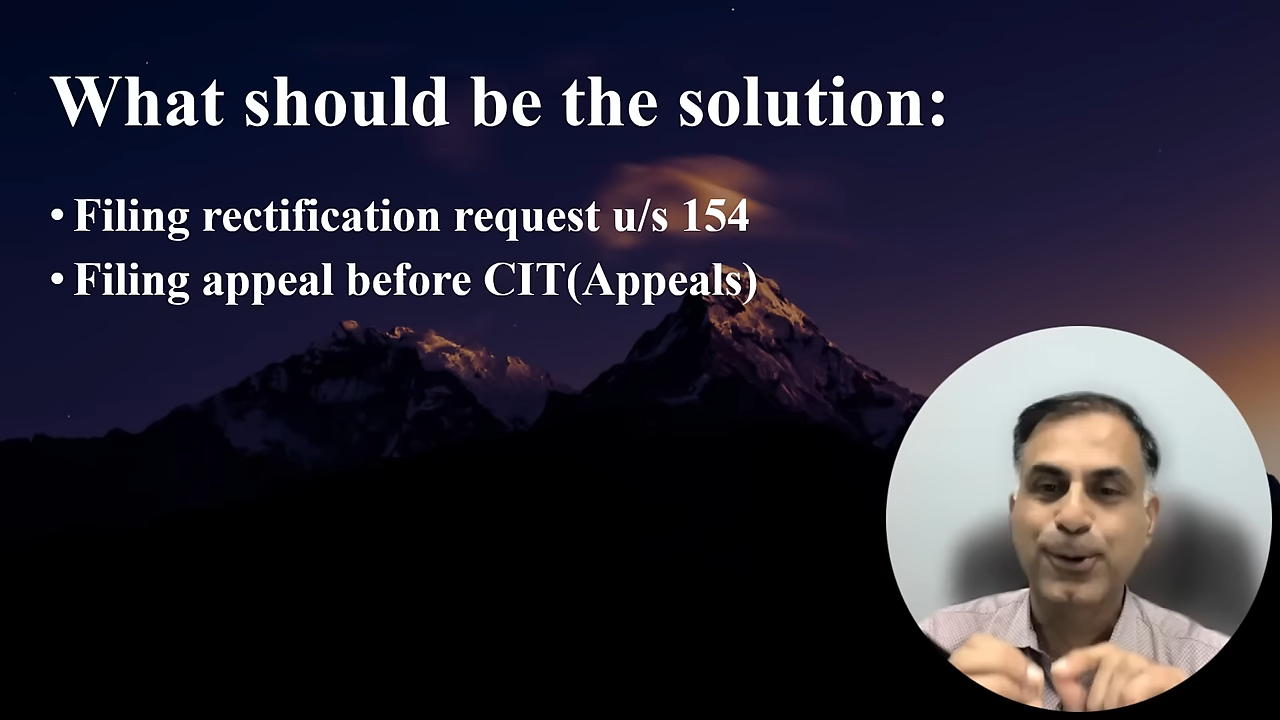 What should be the solution:
• Filing rectification request u/s 154
• Filing appeal before CIT(Appeals)